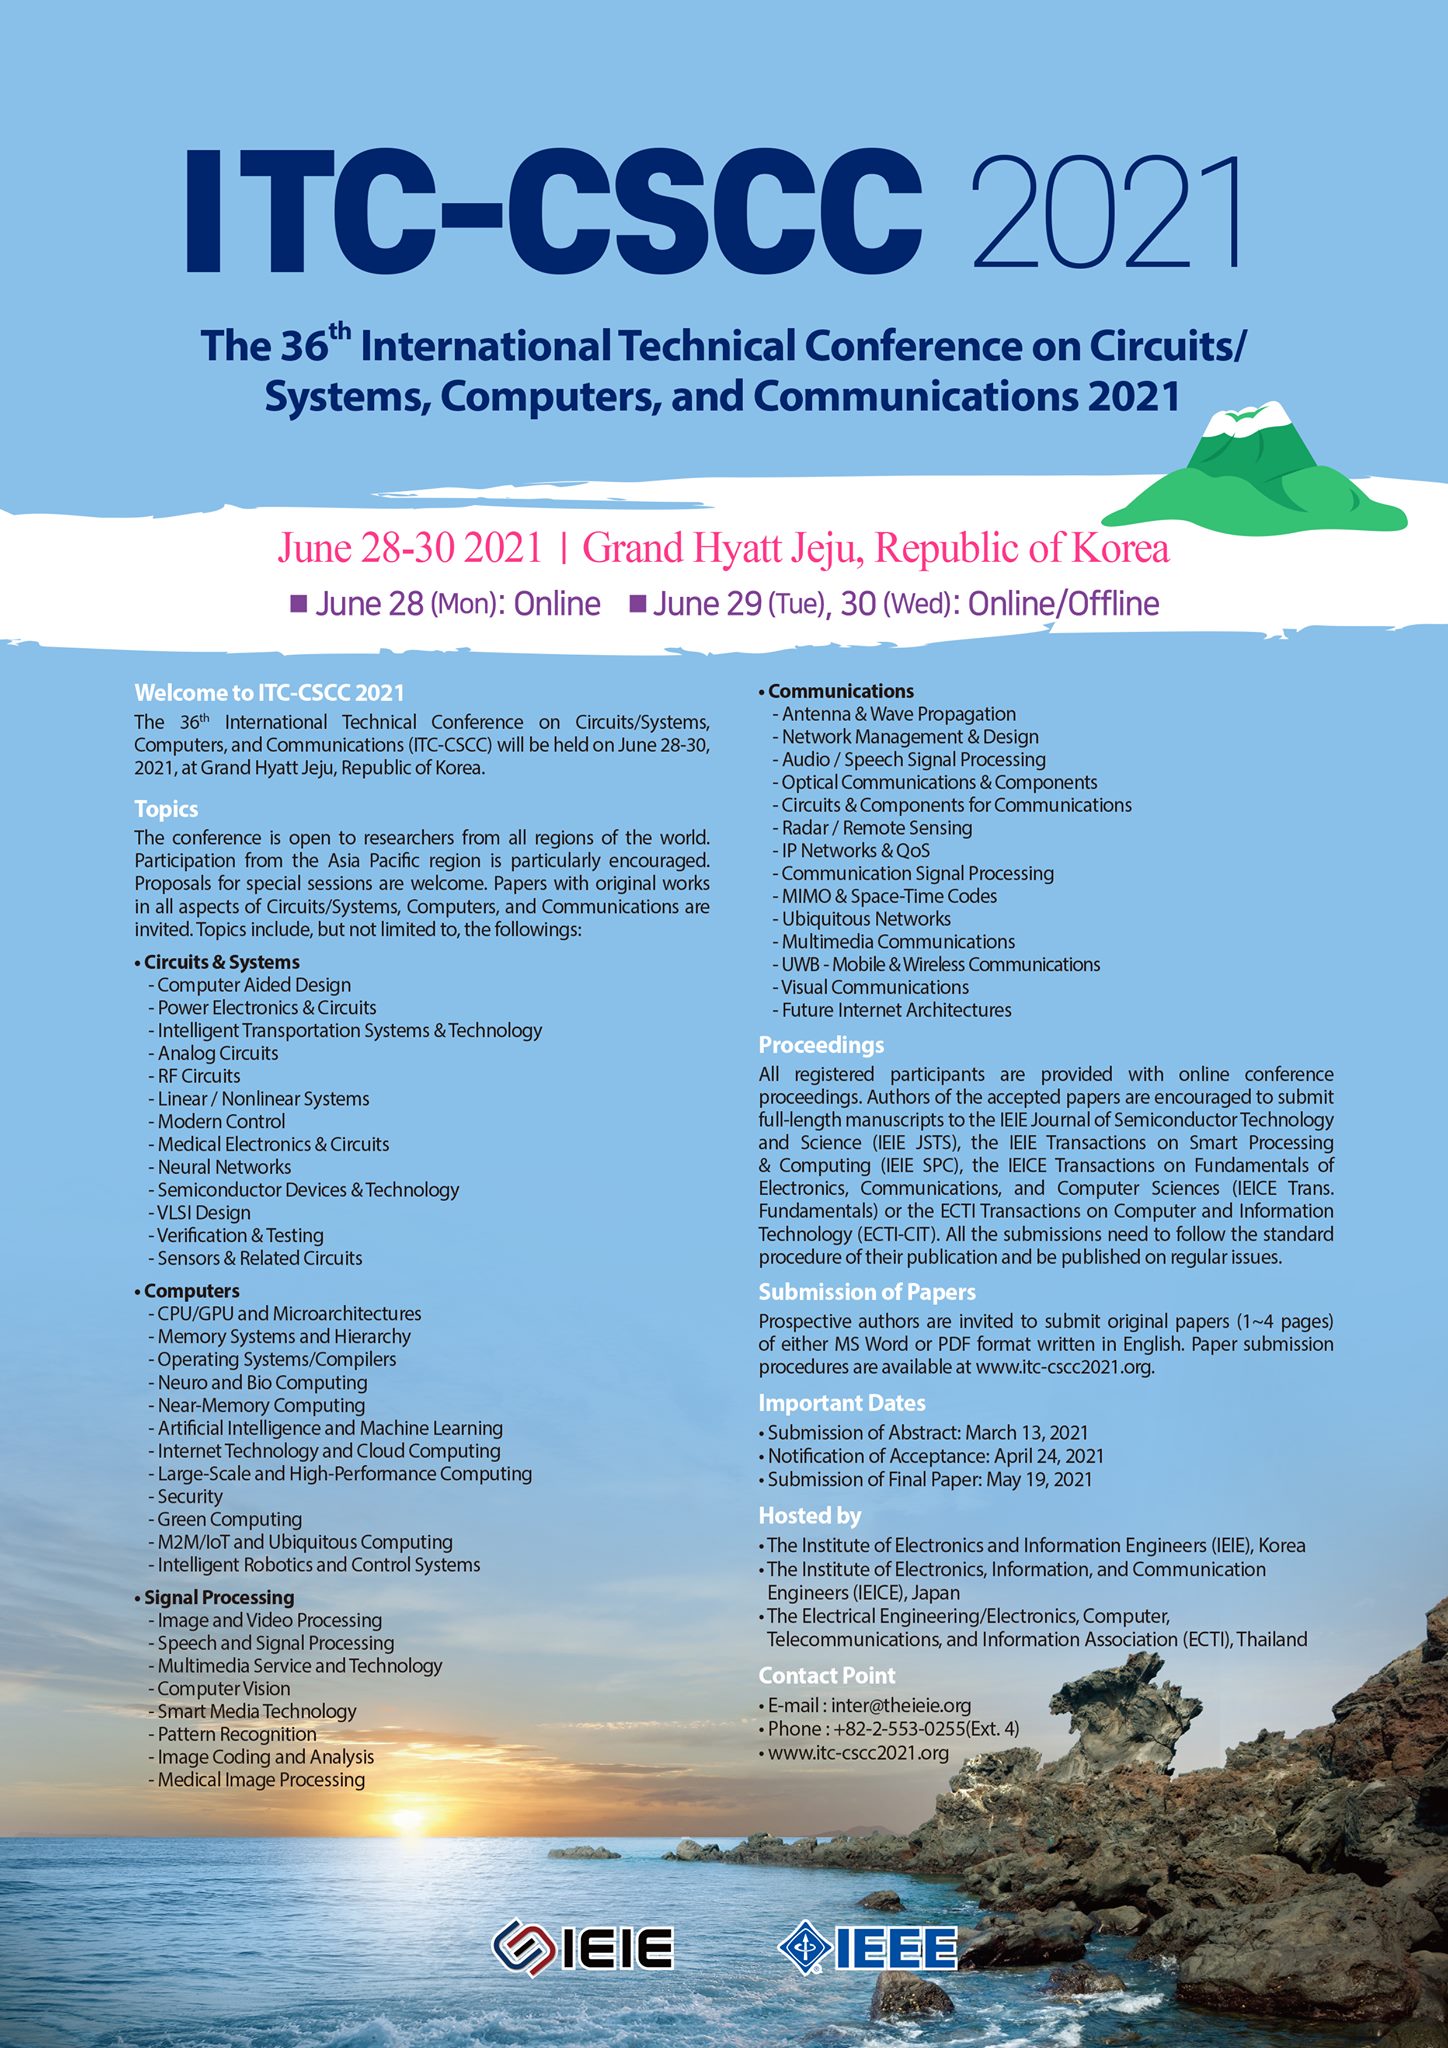 ITC-CSCC 2021
The 36th International Technical Conference on Circuits/
Systems, Computers, and Communications 2021
June 28-30 2021 | Grand Hyatt Jeju, Republic of Korea
■ June 28 (Mon): Online ■ June 29 (Tue), 30 (Wed): Online/Offline
Welcome to ITC-CSCC 2021
The 36th International Technical Conference on Circuits/Systems,
Computers, and Communications (ITC-CSCC) will be held on June 28-30,
2021, at Grand Hyatt Jeju, Republic of Korea.
Topics
The conference is open to researchers from all regions of the world.
Participation from the Asia Pacific region is particularly encouraged.
Proposals for special sessions are welcome. Papers with original works
in all aspects of Circuits/Systems, Computers, and Communications are
invited. Topics include, but not limited to, the followings:
• Circuits & Systems
- Computer Aided Design
- Power Electronics & Circuits
- Intelligent Transportation Systems & Technology
- Analog Circuits
- RF Circuits
- Linear / Nonlinear Systems
- Modern Control
- Medical Electronics & Circuits
- Neural Networks
- Semiconductor Devices & Technology
- VLSI Design
- Verification & Testing
- Sensors & Related Circuits
• Computers
- CPU/GPU and Microarchitectures
- Memory Systems and Hierarchy
- Operating Systems/Compilers
- Neuro and Bio Computing
- Near-Memory Computing
- Artificial Intelligence and Machine Learning
- Internet Technology and Cloud Computing
- Large-Scale and High-Performance Computing
- Security
- Green Computing
- M2M/IoT and Ubiquitous Computing
- Intelligent Robotics and Control Systems
• Signal Processing
- Image and Video Processing
- Speech and Signal Processing
- Multimedia Service and Technology
- Computer Vision
- Smart Media Technology
- Pattern Recognition
- Image Coding and Analysis
- Medical Image Processing
• Communications
- Antenna & Wave Propagation
- Network Management & Design
- Audio / Speech Signal Processing
- Optical Communications & Components
- Circuits & Components for Communications
- Radar / Remote Sensing
- IP Networks & QoS
- Communication Signal Processing
- MIMO & Space-Time Codes
- Ubiquitous Networks
- Multimedia Communications
- UWB - Mobile & Wireless Communications
- Visual Communications
- Future Internet Architectures
Proceedings
All registered participants are provided with online conference
proceedings. Authors of the accepted papers are encouraged to submit
full-length manuscripts to the IEIE Journal of Semiconductor Technology
and Science (IEIE JSTS), the IEIE Transactions on Smart Processing
& Computing (IEIE SPC), the IEICE Transactions on Fundamentals of
Electronics, Communications, and Computer Sciences (IEICE Trans.
Fundamentals) or the ECTI Transactions on Computer and Information
Technology (ECTI-CIT). All the submissions need to follow the standard
procedure of their publication and be published on regular issues.
Submission of Papers
Prospective authors are invited to submit original papers (1~4 pages)
of either MS Word or PDF format written in English. Paper submission
procedures are available at www.itc-cscc2021.org.
Important Dates
• Submission of Abstract: March 13, 2021
• Notification of Acceptance: April 24, 2021
• Submission of Final Paper: May 19, 2021
Hosted by
• The Institute of Electronics and Information Engineers (IEIE), Korea
• The Institute of Electronics, Information, and Communication
Engineers (IEICE), Japan
• The Electrical Engineering/Electronics, Computer,
Telecommunications, and Information Association (ECTI), Thailand
Contact Point
• E-mail : inter@theieie.org
• Phone : +82-2-553-0255(Ext. 4)
• www.itc-cscc2021.org
IEIE
IEEE